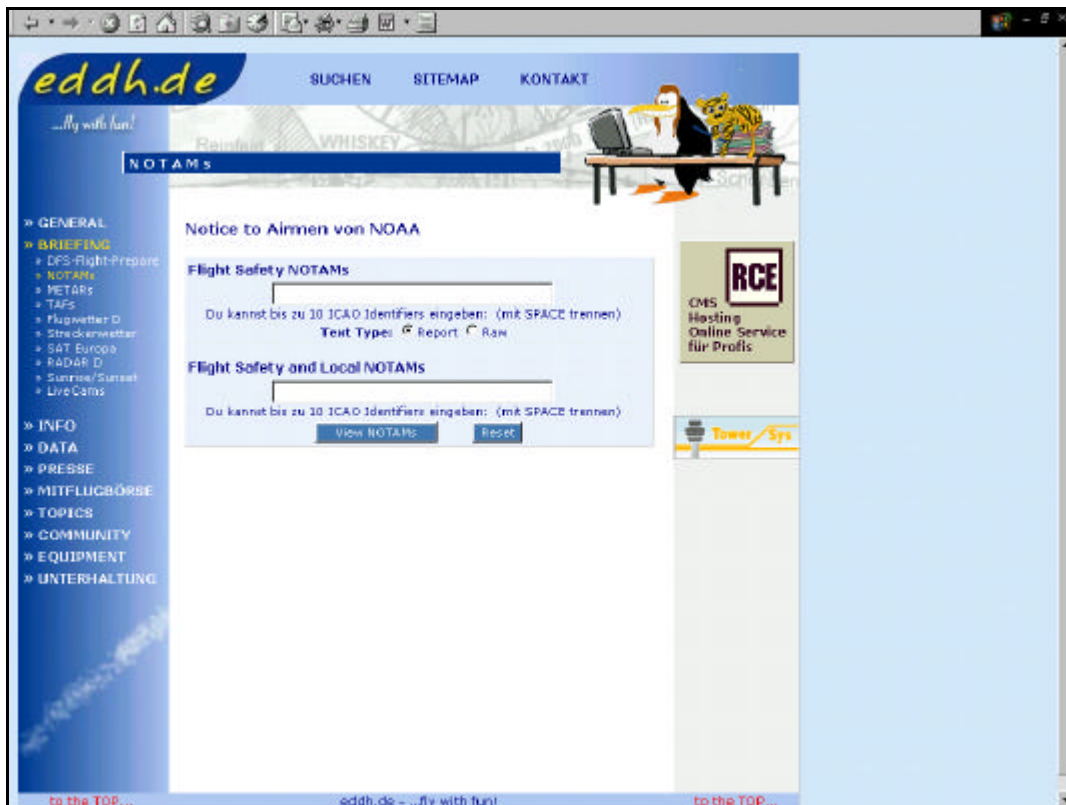 eddh.de
SUCHEN SITEMAP KONTAKT
...fly with fun!
WHISKEY
NOTAMs
» GENERAL
» BRIEFING
» DFS-Flight-Prepare
» NOTAMs
» METARs
» TAFs
» Flugwetter D
» Streckenwetter
» SAT Europa
» RADAR D
» Sunrise/Sunset
» LiveCams
» INFO
» DATA
» PRESSE
» MITFLUGBÖRSE
» TOPICS
» COMMUNITY
» EQUIPMENT
» UNTERHALTUNG
Notice to Airmen von NOAA
Flight Safety NOTAMs
Du kannst bis zu 10 ICAO Identifiers eingeben: (mit SPACE trennen)
Text Type: Report Raw
Flight Safety and Local NOTAMs
Du kannst bis zu 10 ICAO Identifiers eingeben: (mit SPACE trennen)
View NOTAMs Reset
RCE
CMS
Hosting
Online Service
für Profis
Tower Sys
to the TOP... eddh.de - ...fly with fun! to the TOP...